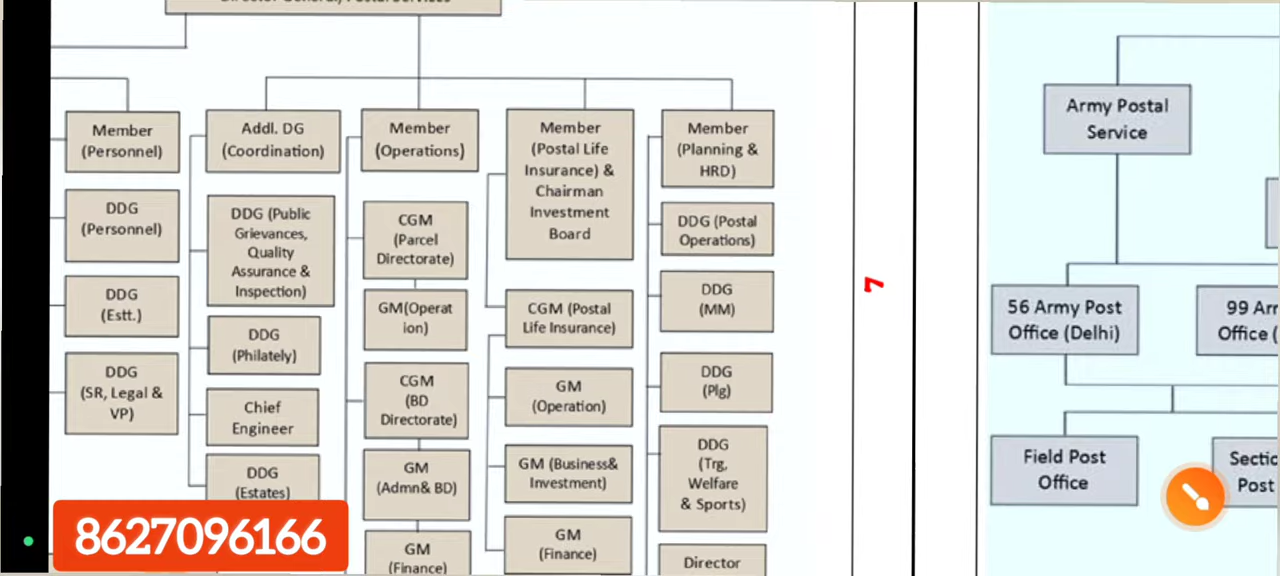 Member
(Personnel)
DDG
(Personnel)
DDG
(Estt.)
DDG
(SR, Legal &
VP)
Addl. DG
(Coordination)
DDG (Public
Grievances,
Quality
Assurance &
Inspection)
DDG
(Philately)
Chief
Engineer
DDG
(Estates)
Member
(Operations)
CGM
(Parcel
Directorate)
GM(Operat
ion)
CGM
(BD
Directorate)
GM
(Admn& BD)
GM
(Finance)
Member
(Postal Life
Insurance) &
Chairman
Investment
Board
CGM (Postal
Life Insurance)
GM
(Operation)
GM (Business&
Investment)
GM
(Finance)
Member
(Planning &
HRD)
DDG (Postal
Operations)
DDG
(MM)
DDG
(Plg)
DDG
(Trg,
Welfare
& Sports)
Director
7
Army Postal
Service
56 Army Post
Office (Delhi)
99
Office (
Field Post
Office
Post
8627096166